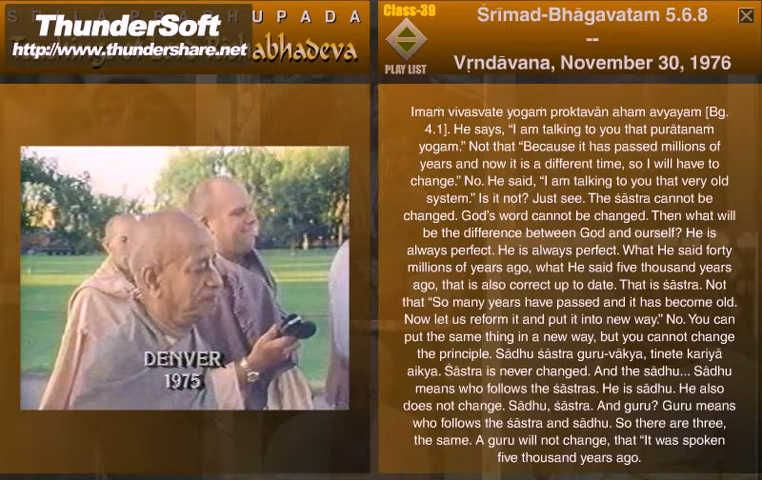 SRILA PRABHUPADA
ThunderSoft
http://www.thundershare.net
abhadeva
DENVER
1975
Class-39
PLAY LIST
Śrīmad-Bhāgavatam 5.6.8
--
Vṛndāvana, November 30, 1976
Imaṁ vivasvate yogaṁ proktavān aham avyayam [Bg.
4.1]. He says, “I am talking to you that purātanaṁ
yogam.” Not that “Because it has passed millions of
years and now it is a different time, so I will have to
change.” No. He said, “I am talking to you that very old
system.” Is it not? Just see. The śāstra cannot be
changed. God’s word cannot be changed. Then what will
be the difference between God and ourself? He is
always perfect. He is always perfect. What He said forty
millions of years ago, what He said five thousand years
ago, that is also correct up to date. That is śāstra. Not
that “So many years have passed and it has become old.
Now let us reform it and put it into new way.” No. You can
put the same thing in a new way, but you cannot change
the principle. Sādhu śāstra guru-vākya, tinete kariyā
aikya. Śāstra is never changed. And the sādhu... Sādhu
means who follows the śāstras. He is sādhu. He also
does not change. Sādhu, śāstra. And guru? Guru means
who follows the śāstra and sādhu. So there are three,
the same. A guru will not change, that “It was spoken
five thousand years ago.